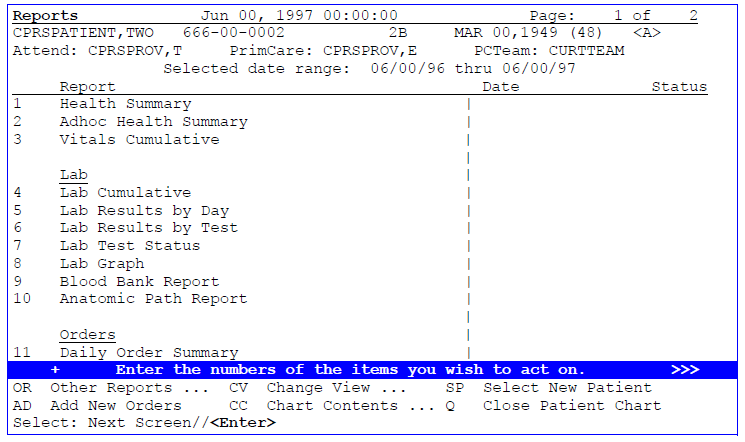 Reports Jun 00, 1997 00:00:00 Page: 1 of 2
CPRSPATIENT,TWO 666-00-0002 2B MAR 00,1949 (48) <A>
Attend: CPRSPROV,T PrimCare: CPRSPROV,E PCTeam: CURTTEAM
Selected date range: 06/00/96 thru 06/00/97
Report Date Status
1 Health Summary |
2 Adhoc Health Summary |
3 Vitals Cumulative |
|
Lab |
4 Lab Cumulative |
5 Lab Results by Day |
6 Lab Results by Test |
7 Lab Test Status |
8 Lab Graph |
9 Blood Bank Report |
10 Anatomic Path Report |
|
Orders |
11 Daily Order Summary |
+ Enter the numbers of the items you wish to act on. >>>
OR Other Reports ... CV Change View ... SP Select New Patient
AD Add New Orders CC Chart Contents ... Q Close Patient Chart
Select: Next Screen//<Enter>